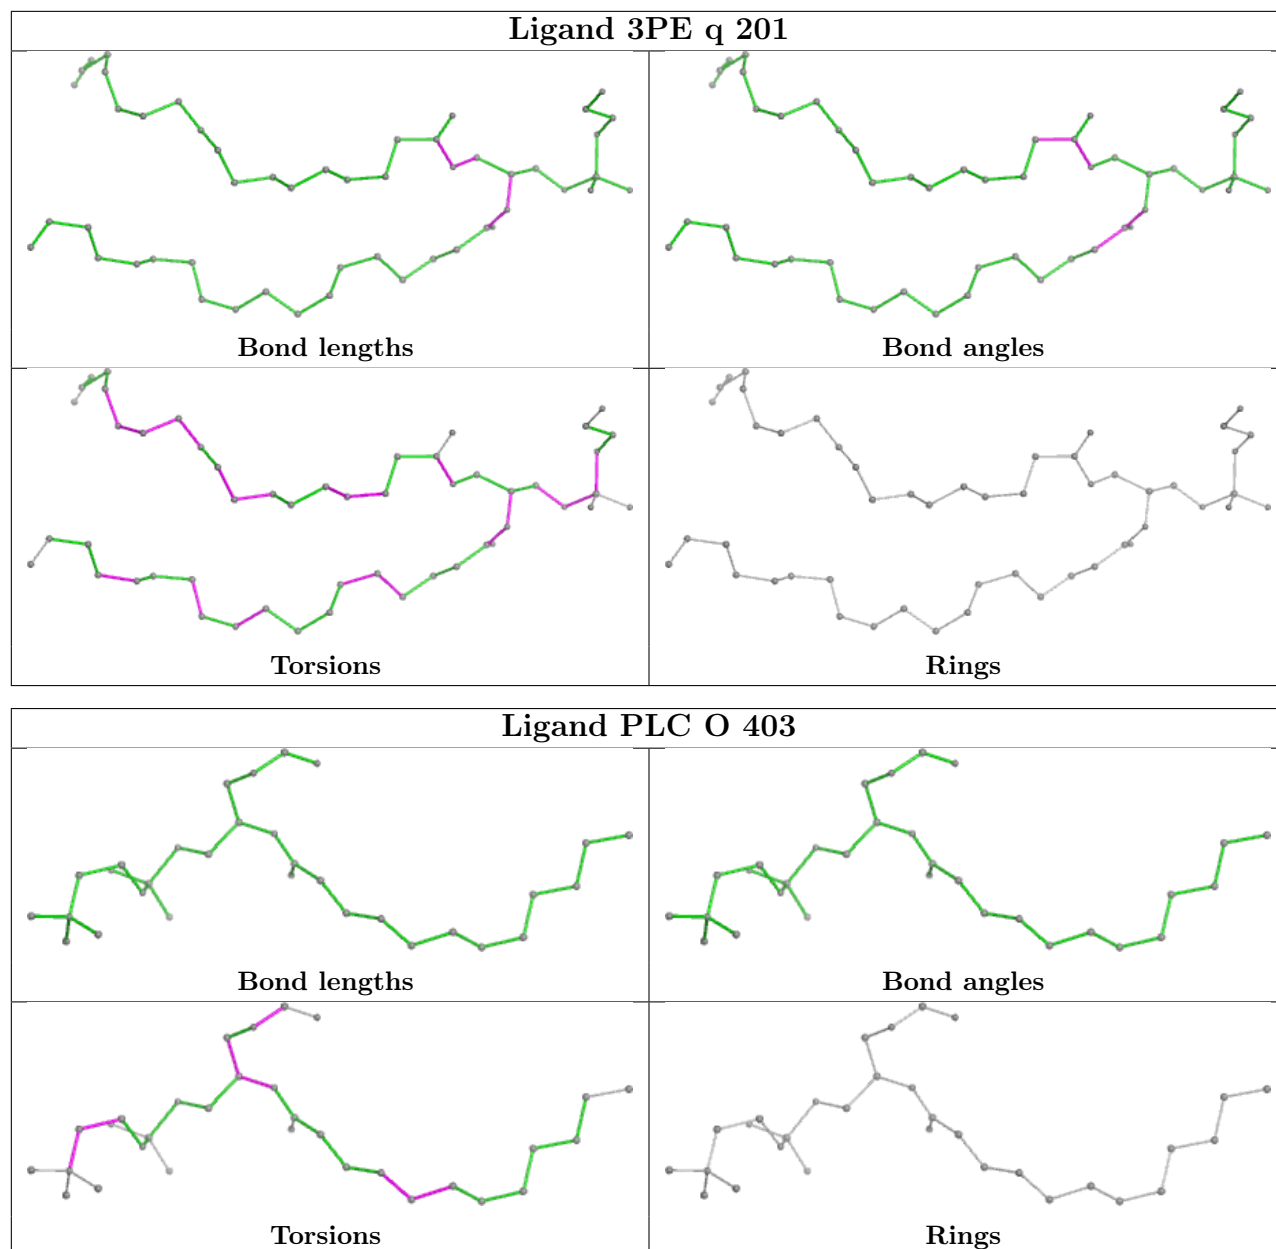 Ligand 3PE q 201
Bond lengths
Bond angles
Torsions
Rings
Ligand PLC O 403
Bond lengths
Bond angles
Torsions
Rings